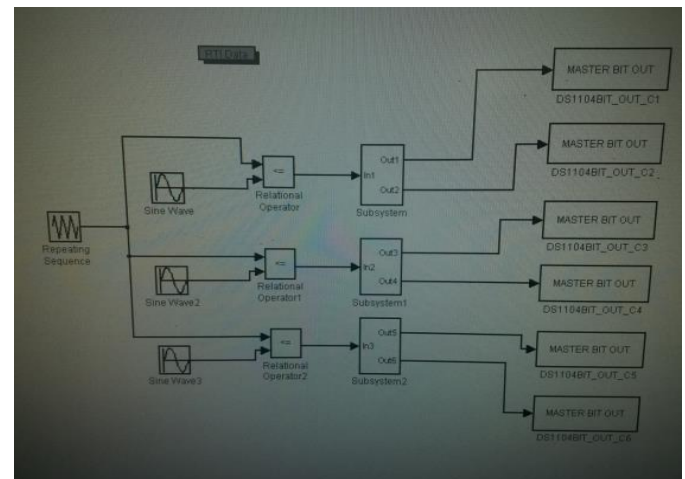 RTI Data
MASTER BIT OUT
DS1104BIT_OUT_C1
MASTER BIT OUT
DS1104BIT_OUT_C2
Out1
<=
In1
Out2
Sine Wave
Relational
Operator
Subsystem
MASTER BIT OUT
DS1104BIT_OUT_C3
Repeating
Sequence
Out3
<=
In2
Out4
Sine Wave2
Relational
Operator1
Subsystem1
MASTER BIT OUT
DS1104BIT_OUT_C4
Out5
<=
In3
Out6
Sine Wave3
Relational
Operator2
Subsystem2
MASTER BIT OUT
DS1104BIT_OUT_C5
MASTER BIT OUT
DS1104BIT_OUT_C6